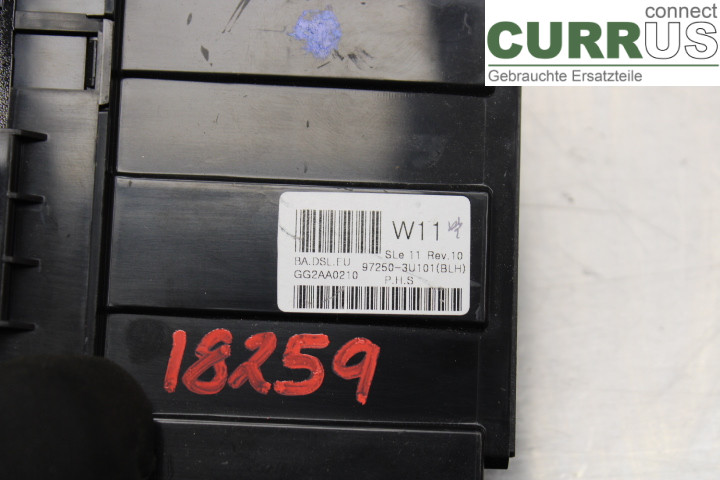 connect
CURRUS
Gebrauchte Ersatzteile
W11
SLe 11 Rev.10
BA.DSL.EU 97250-3U101(BLH)
GG2AA0210 P.H.S
18259